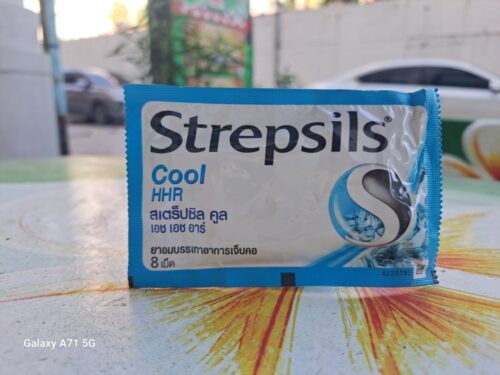 Strepsils®
Cool
HHR
สเตร็ปซิล คูล
เอช เอช อาร์
ยาอมบรรเทาอาการเจ็บคอ
8 เม็ด
Galaxy A71 5G